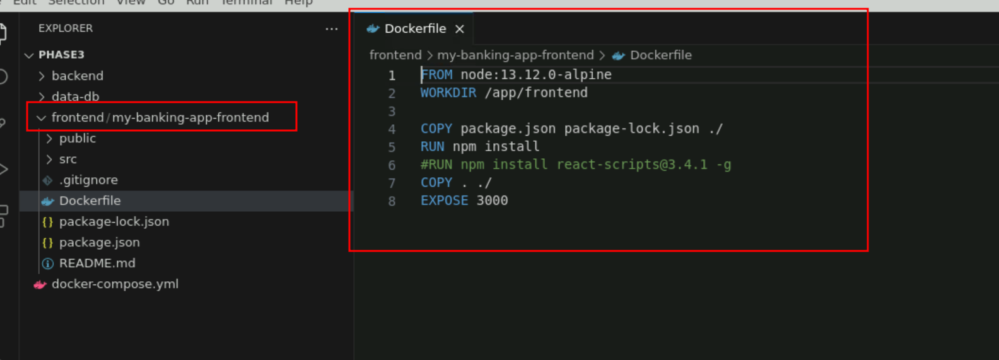 Edit Selection View Go Run Terminal Help
EXPLORER
...
PHASE3
backend
data-db
frontend/my-banking-app-frontend
public
src
.gitignore
Dockerfile
package-lock.json
package.json
README.md
docker-compose.yml
Dockerfile
frontend > my-banking-app-frontend > Dockerfile
1 FROM node:13.12.0-alpine
2 WORKDIR /app/frontend
3
4 COPY package.json package-lock.json ./
5 RUN npm install
6 #RUN npm install react-scripts@3.4.1 -g
7 COPY . ./
8 EXPOSE 3000